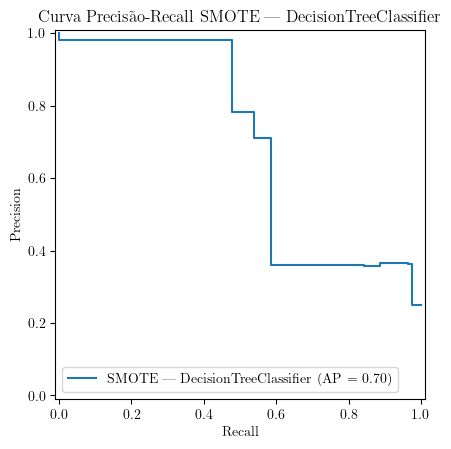 Curva Precisão-Recall SMOTE — DecisionTreeClassifier
1.0
0.8
0.6
0.4
0.2
0.0
Precision
SMOTE — DecisionTreeClassifier (AP = 0.70)
0.0 0.2 0.4 0.6 0.8 1.0
Recall